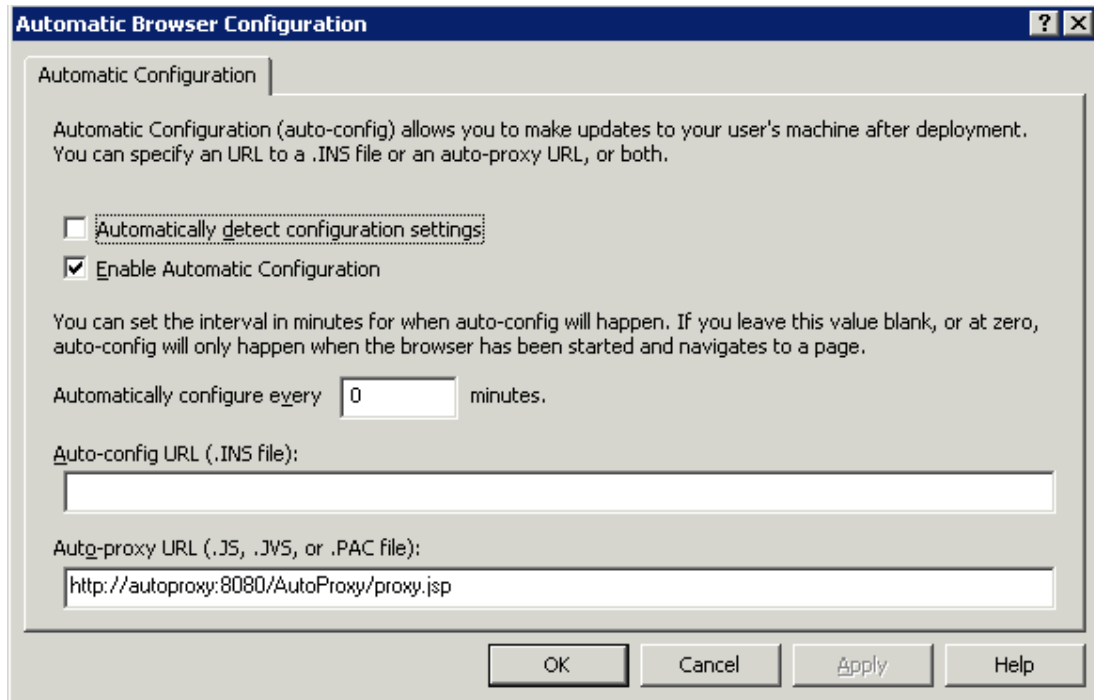 Automatic Browser Configuration
Automatic Configuration
Automatic Configuration (auto-config) allows you to make updates to your user's machine after deployment.
You can specify an URL to a .INS file or an auto-proxy URL, or both.
Automatically detect configuration settings
Enable Automatic Configuration
You can set the interval in minutes for when auto-config will happen. If you leave this value blank, or at zero,
auto-config will only happen when the browser has been started and navigates to a page.
Automatically configure every 0 minutes.
Auto-config URL (.INS file):
Auto-proxy URL (.JS, .JVS, or .PAC file):
http://autoproxy:8080/AutoProxy/proxy.jsp
OK Cancel Apply Help